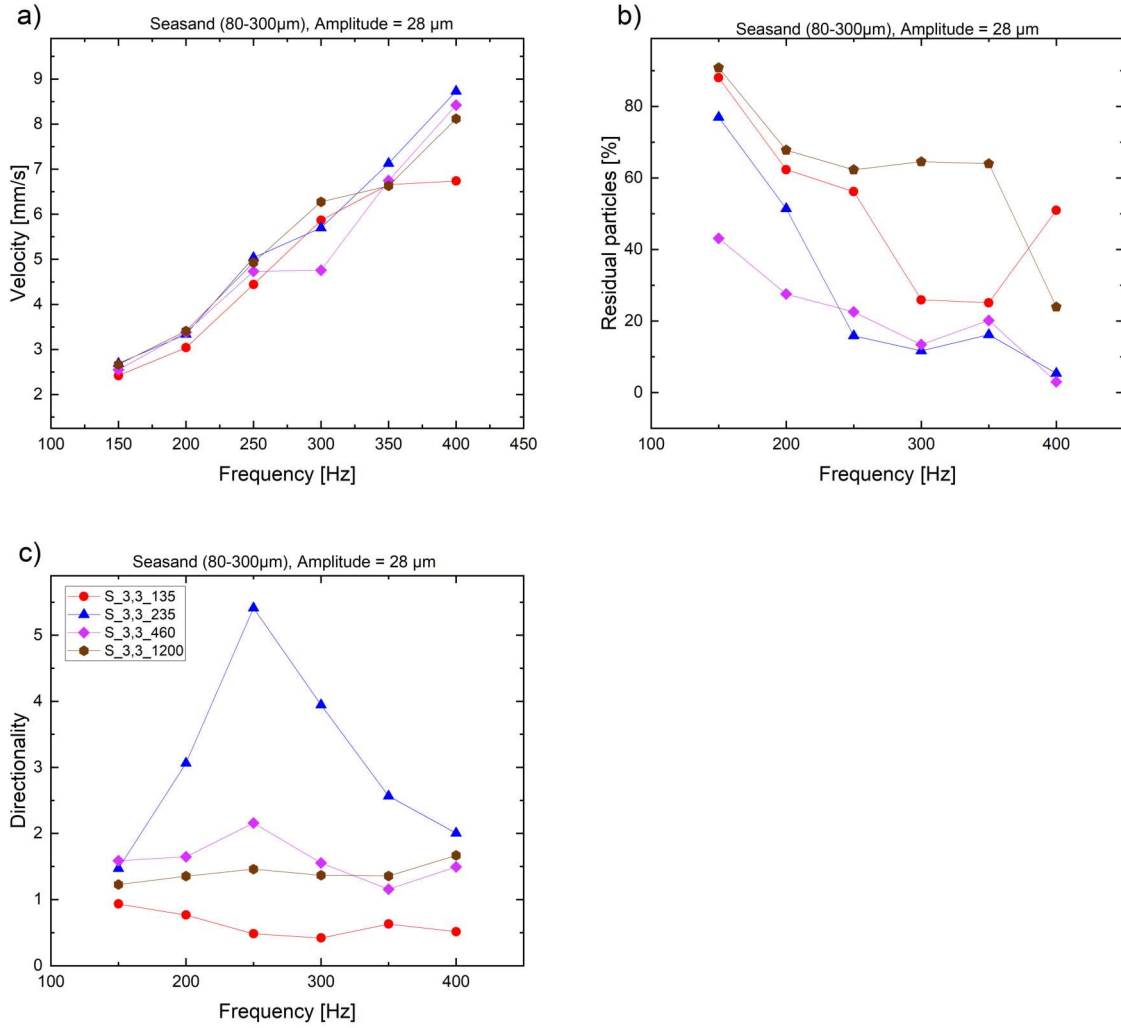 a)
Seasand (80-300µm), Amplitude = 28 µm
Velocity [mm/s]
9
8
7
6
5
4
3
2
100 150 200 250 300 350 400 450
Frequency [Hz]
b)
Seasand (80-300µm), Amplitude = 28 µm
Residual particles [%]
80
60
40
20
0
100 200 300 400
Frequency [Hz]
c)
Seasand (80-300µm), Amplitude = 28 µm
S_3,3_135
S_3,3_235
S_3,3_460
S_3,3_1200
Directionality
5
4
3
2
1
0
100 200 300 400
Frequency [Hz]